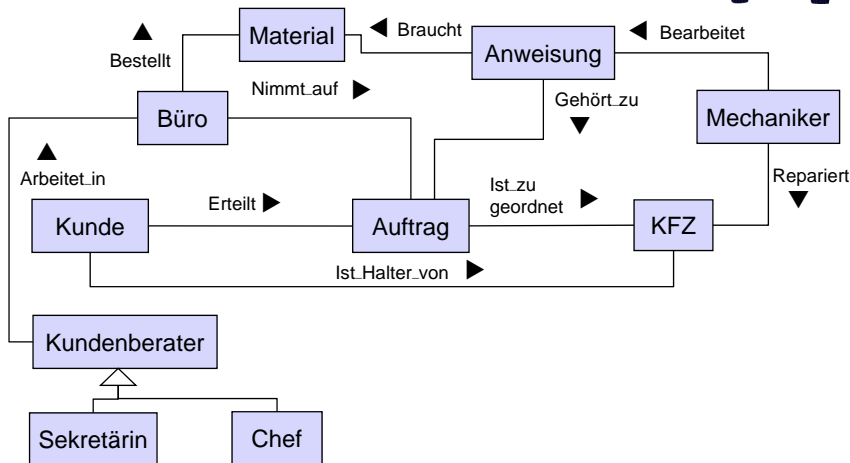 Material
Braucht
Bearbeitet
Anweisung
Bestellt
Nimmt_auf
Gehört_zu
Büro
Mechaniker
Arbeitet_in
Repariert
Erteilt
Ist_zu
geordnet
Kunde
Auftrag
KFZ
Ist_Halter_von
Kundenberater
Sekretärin
Chef